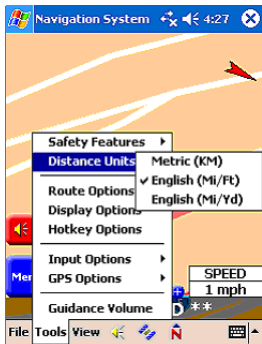 Navigation System 4:27
Safety Features
Distance Units
Metric (KM)
English (Mi/Ft)
English (Mi/Yd)
Route Options
Display Options
Hotkey Options
Input Options
GPS Options
Guidance Volume
SPEED
1 mph
D **
File Tools View N